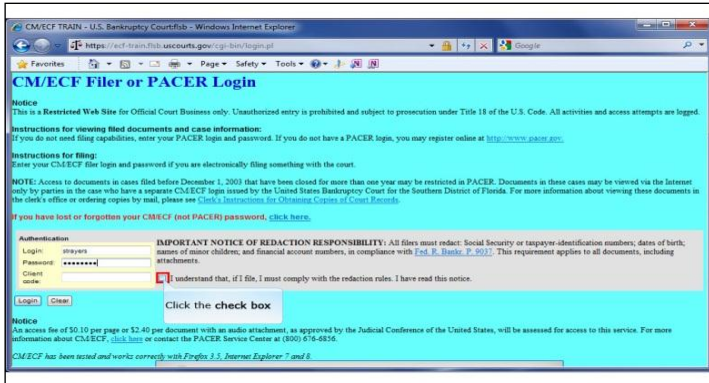 CM/ECF TRAIN - U.S. Bankruptcy Court:flsb - Windows Internet Explorer
https://ecf-train.flsb.uscourts.gov/cgi-bin/login.pl
Google
Favorites Page Safety Tools
CM/ECF Filer or PACER Login
Notice
This is a Restricted Web Site for Official Court Business only. Unauthorized entry is prohibited and subject to prosecution under Title 18 of the U.S. Code. All activities and access attempts are logged.
Instructions for viewing filed documents and case information:
If you do not need filing capabilities, enter your PACER login and password. If you do not have a PACER login, you may register online at http://www.pacer.gov.
Instructions for filing:
Enter your CM/ECF filer login and password if you are electronically filing something with the court.
NOTE: Access to documents in cases filed before December 1, 2003 that have been closed for more than one year may be restricted in PACER. Documents in these cases may be viewed via the Internet
only by parties in the case who have a separate CM/ECF login issued by the United States Bankruptcy Court for the Southern District of Florida. For more information about viewing these documents in
the clerk's office or ordering copies by mail, please see Clerk's Instructions for Obtaining Copies of Court Records.
If you have lost or forgotten your CM/ECF (not PACER) password, click here.
Authentication
Login: strayers
Password: ••••••••
Client code:
IMPORTANT NOTICE OF REDACTION RESPONSIBILITY: All filers must redact: Social Security or taxpayer-identification numbers; dates of birth;
names of minor children; and financial account numbers, in compliance with Fed. R. Bankr. P. 9037. This requirement applies to all documents, including
attachments.
I understand that, if I file, I must comply with the redaction rules. I have read this notice.
Login Clear
Click the check box
Notice
An access fee of $0.10 per page or $2.40 per document with an audio attachment, as approved by the Judicial Conference of the United States, will be assessed for access to this service. For more
information about CM/ECF, click here or contact the PACER Service Center at (800) 676-6856.
CM/ECF has been tested and works correctly with Firefox 3.5, Internet Explorer 7 and 8.